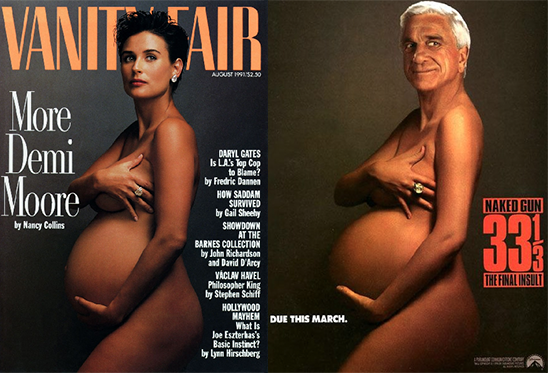 VANITY FAIR
AUGUST 1991/$2.50
More
Demi
Moore
by Nancy Collins
DARYL GATES
Is L.A.'s Top Cop
to Blame?
by Fredric Dannen
HOW SADDAM
SURVIVED
by Gail Sheehy
SHOWDOWN
AT THE
BARNES COLLECTION
by John Richardson
and David D'Arcy
VÁCLAV HAVEL
Philosopher King
by Stephen Schiff
HOLLYWOOD
MAYHEM
What Is
Joe Eszterhas's
Basic Instinct?
by Lynn Hirschberg
NAKED GUN
33 1/3
THE FINAL INSULT
DUE THIS MARCH.
A PARAMOUNT COMMUNICATIONS COMPANY